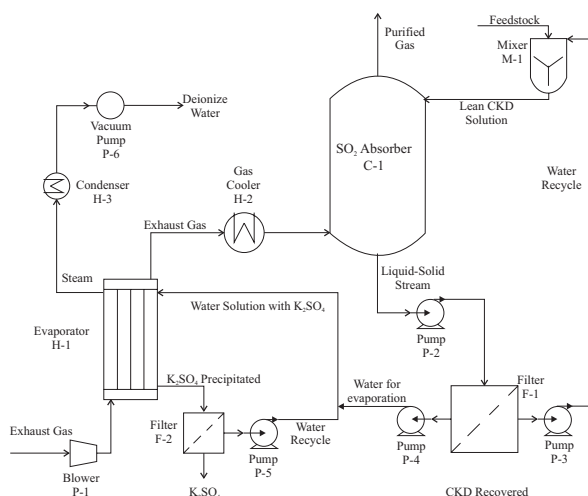 Purified
Gas
Feedstock
Mixer
M-1
Deionize
Water
Vacuum
Pump
P-6
Lean CKD
Solution
SO₂ Absorber
C-1
Gas
Cooler
H-2
Condenser
H-3
Water
Recycle
Exhaust Gas
Steam
Liquid-Solid
Stream
Water Solution with K₂SO₄
Pump
P-2
Evaporator
H-1
K₂SO₄ Precipitated
Water for
evaporation
Filter
F-1
Exhaust Gas
Filter
F-2
Water
Recycle
Blower
P-1
Pump
P-5
Pump
P-4
Pump
P-3
K₂SO₄
CKD Recovered